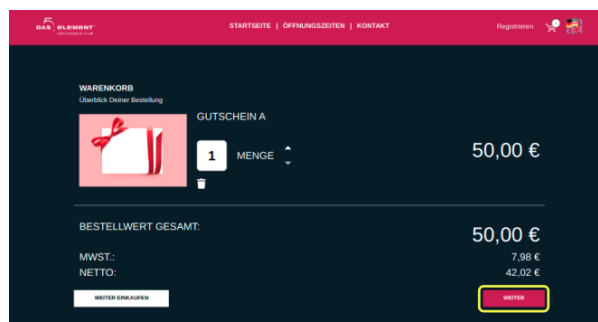 DAS 5 ELEMENT
STARTSEITE | ÖFFNUNGSZEITEN | KONTAKT
Registrieren
WARENKORB
Überblick Deiner Bestellung
GUTSCHEIN A
1 MENGE
50,00 €
BESTELLWERT GESAMT:
50,00 €
MWST.:
7,98 €
NETTO:
42,02 €
WEITER EINKAUFEN
WEITER